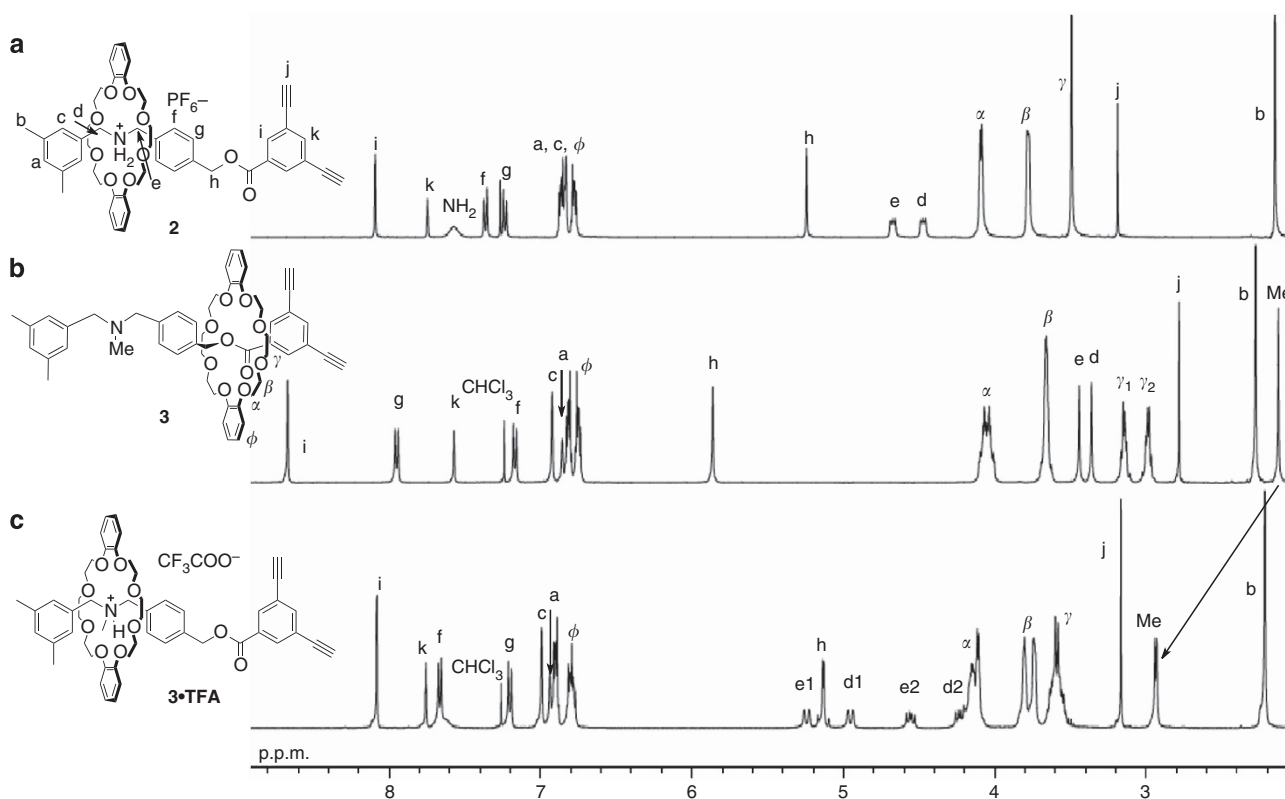 a
j
PF6–
b
c
d
f
g
i
k
O
O
O
O
O
O
O
O
+
N
H2
a
e
h
O
O
2
i
k
NH2
f
g
a, c, ϕ
h
e
d
α
β
γ
j
b
b
O
O
O
O
O
O
O
O
N
Me
O
O
γ
β
α
ϕ
3
i
g
k
CHCl3
f
c
a
ϕ
h
α
β
e
d
γ1
γ2
j
b
Me
c
CF3COO–
O
O
O
O
O
O
O
+
N
HO
O
O
3•TFA
i
k
f
CHCl3
g
c
a
ϕ
e1
h
d1
e2
d2
α
β
γ
j
Me
b
p.p.m.
8 7 6 5 4 3